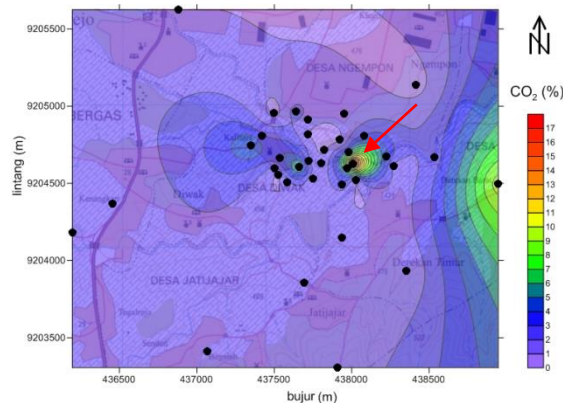 9205500
9205000
9204500
9204000
9203500
lintang (m)
ejo
DESA NGEMPON
Ngempon
BERGAS
DESA
Kalitaro
DESA DIWAK
Diwak
Derekan Timur
DESA JATIJAJAR
Jatijajar
436500 437000 437500 438000 438500
bujur (m)
N
CO₂ (%)
17
16
15
14
13
12
11
10
9
8
7
6
5
4
3
2
1
0